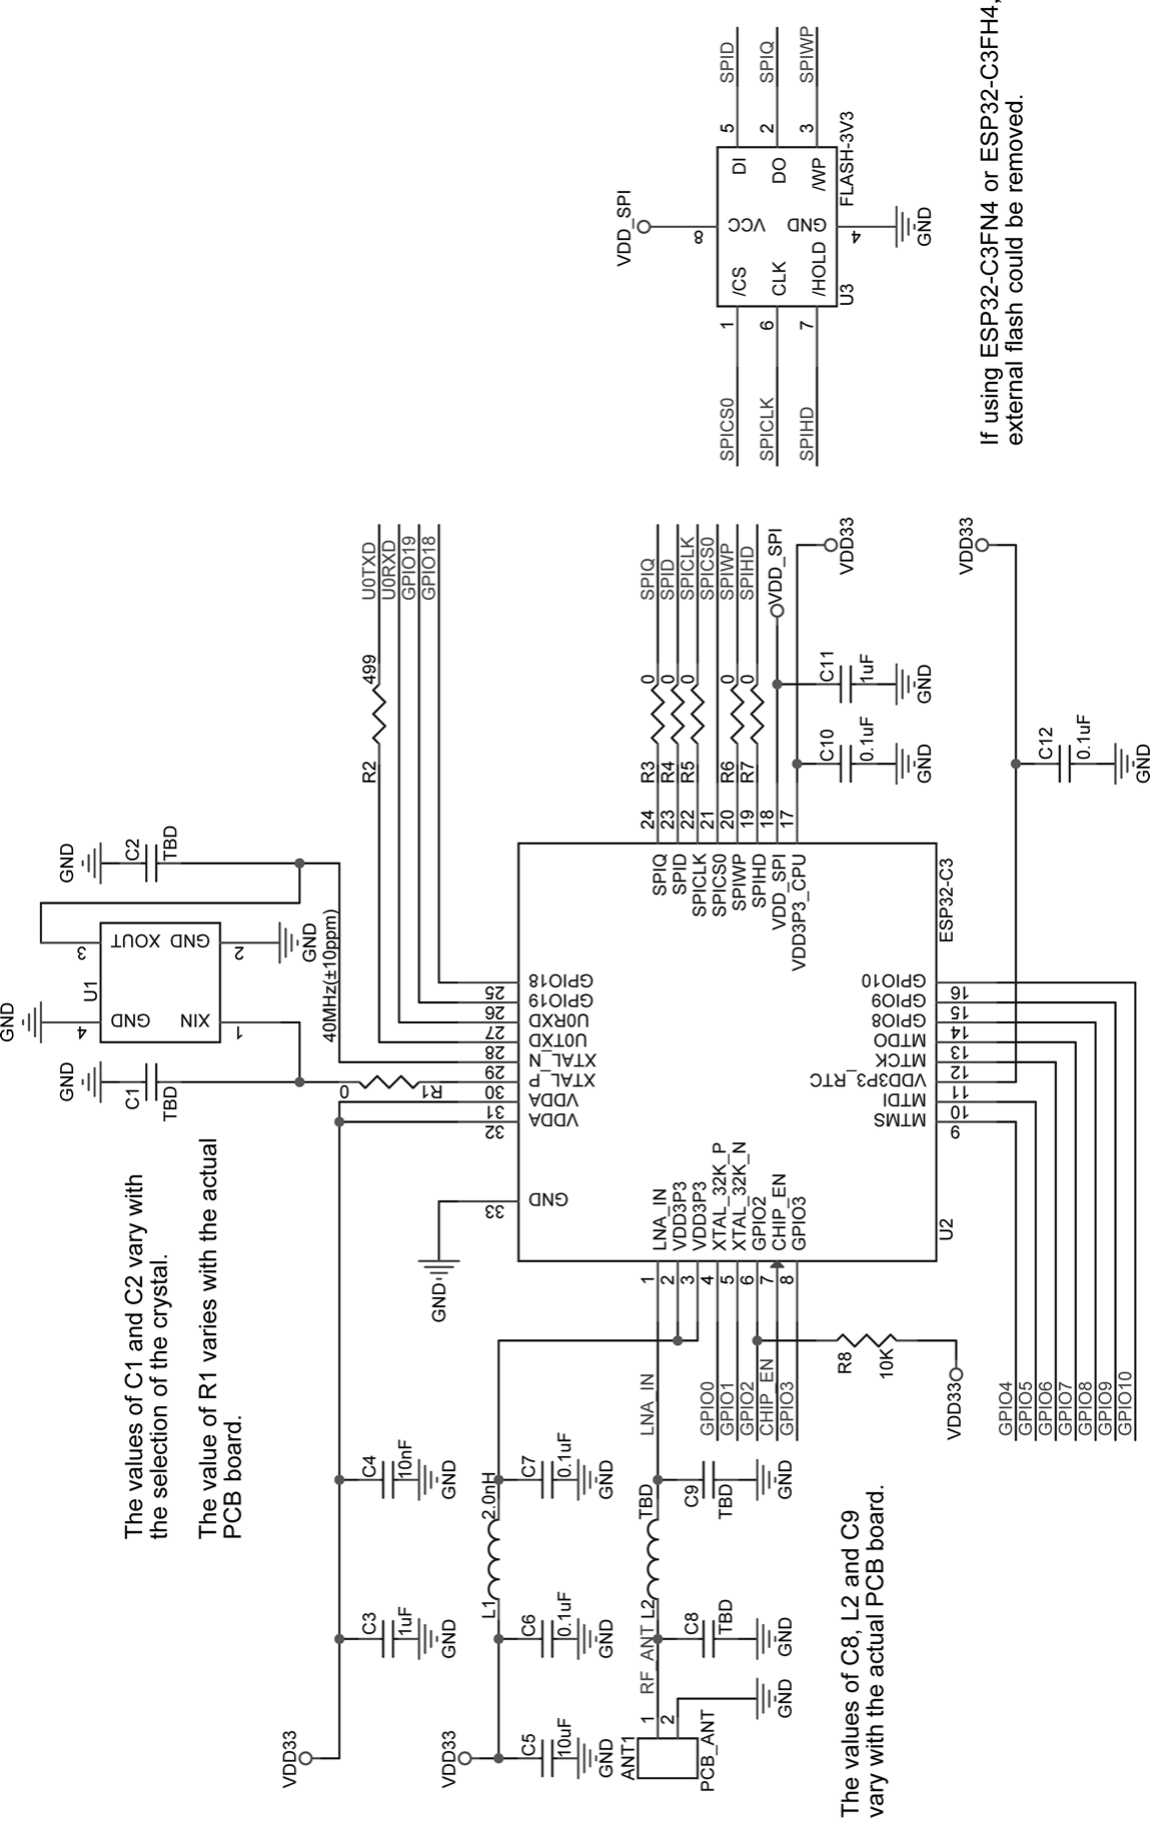 The values of C1 and C2 vary with
the selection of the crystal.
The value of R1 varies with the actual
PCB board.
GND
GND
GND
C1
TBD
C2
TBD
U1
4
GND
XIN
1
3
XOUT
GND
2
GND
40MHz(±10ppm)
0
R1
VDD33
C3
1uF
GND
C4
10nF
GND
R2
499
U0TXD
U0RXD
GPIO19
GPIO18
GND
33
GND
32
VDDA
31
VDDA
30
XTAL_P
29
XTAL_N
28
U0TXD
27
U0RXD
26
GPIO19
25
GPIO18
VDD33
C5
10uF
GND
C6
0.1uF
GND
L1
2.0nH
C7
0.1uF
GND
ANT1
PCB_ANT
1
2
GND
RF_ANT
L2
TBD
C8
TBD
GND
C9
TBD
GND
LNA_IN
GPIO0
GPIO1
GPIO2
CHIP_EN
GPIO3
1
LNA_IN
2
VDD3P3
3
VDD3P3
4
XTAL_32K_P
5
XTAL_32K_N
6
GPIO2
7
CHIP_EN
8
GPIO3
SPIQ
24
R3
0
SPIQ
SPID
23
R4
0
SPID
SPICLK
22
R5
0
SPICLK
SPICS0
21
SPICS0
SPIWP
20
R6
0
SPIWP
SPIHD
19
R7
0
SPIHD
VDD_SPI
18
VDD_SPI
VDD3P3_CPU
17
VDD33
C10
0.1uF
GND
C11
1uF
GND
R8
10K
VDD33
U2
ESP32-C3
MTMS
9
MTDI
10
VDD3P3_RTC
11
MTCK
12
MTDO
13
GPIO8
14
GPIO9
15
GPIO10
16
VDD33
C12
0.1uF
GND
GPIO4
GPIO5
GPIO6
GPIO7
GPIO8
GPIO9
GPIO10
The values of C8, L2 and C9
vary with the actual PCB board.
VDD_SPI
8
VCC
SPICS0
1
/CS
SPICLK
6
CLK
SPIHD
7
/HOLD
DI
5
SPID
DO
2
SPIQ
/WP
3
SPIWP
GND
4
GND
U3
FLASH-3V3
If using ESP32-C3FN4 or ESP32-C3FH4,
external flash could be removed.